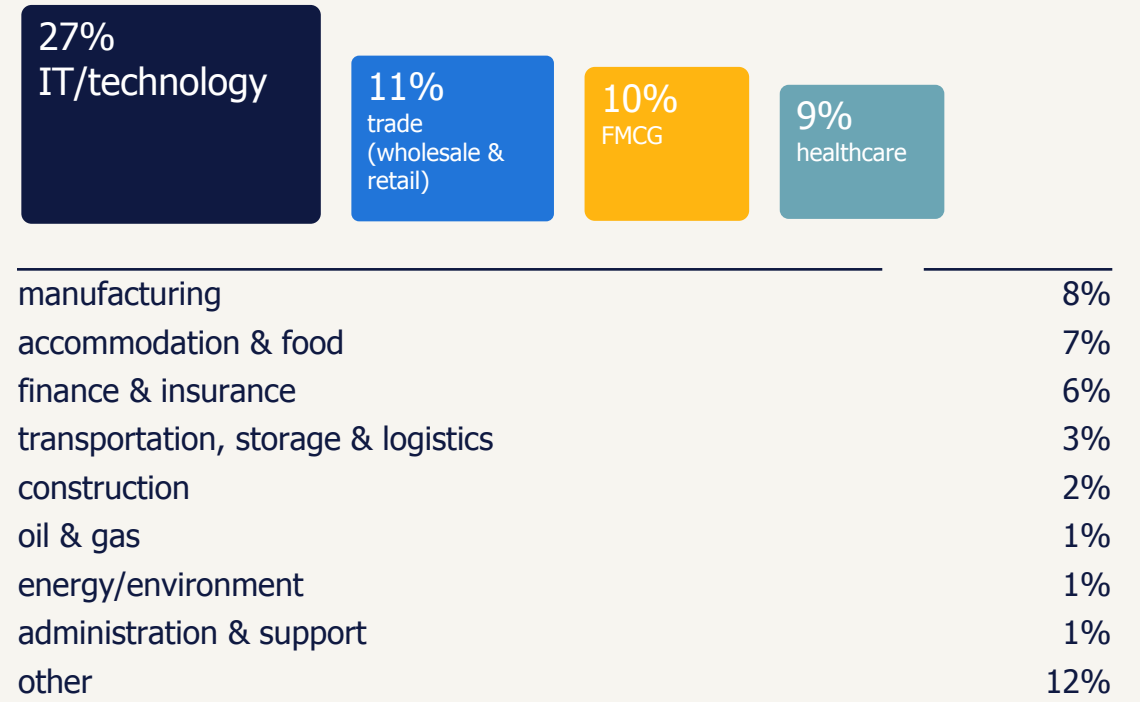 27%
IT/technology
11%
trade
(wholesale &
retail)
10%
FMCG
9%
healthcare
manufacturing 8%
accommodation & food 7%
finance & insurance 6%
transportation, storage & logistics 3%
construction 2%
oil & gas 1%
energy/environment 1%
administration & support 1%
other 12%